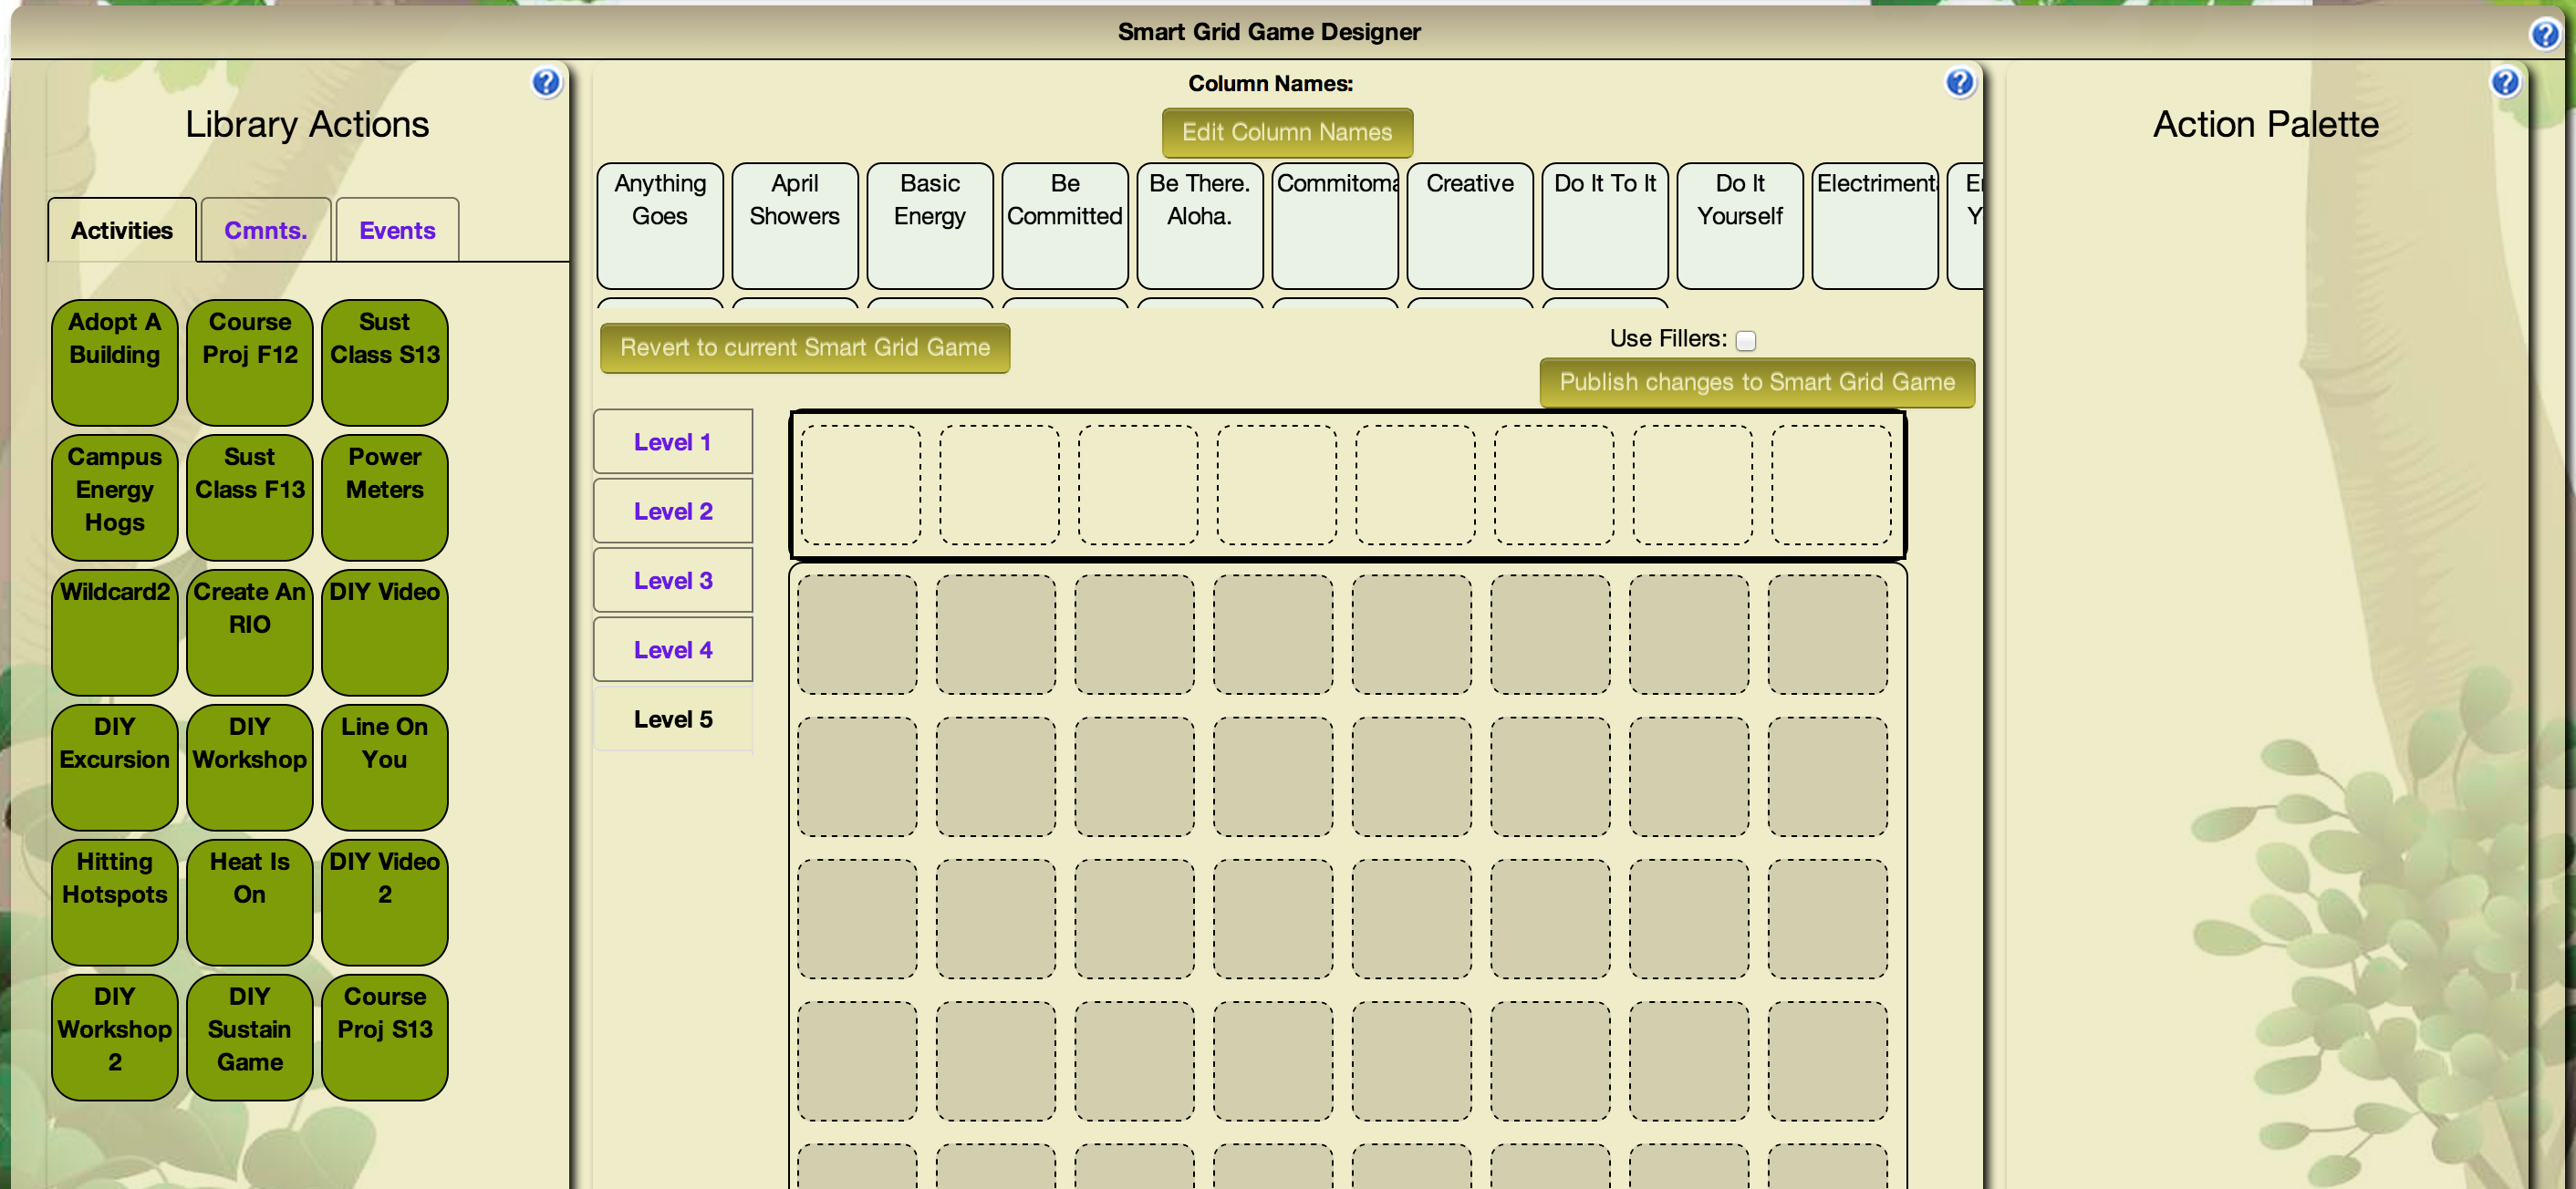 Smart Grid Game Designer
Library Actions
Activities
Cmnts.
Events
Adopt A
Building
Course
Proj F12
Sust
Class S13
Campus
Energy
Hogs
Sust
Class F13
Power
Meters
Wildcard2
Create An
RIO
DIY Video
DIY
Excursion
DIY
Workshop
Line On
You
Hitting
Hotspots
Heat Is
On
DIY Video
2
DIY
Workshop
2
DIY
Sustain
Game
Course
Proj S13
Column Names:
Edit Column Names
Anything
Goes
April
Showers
Basic
Energy
Be
Committed
Be There.
Aloha.
Commitoma
Creative
Do It To It
Do It
Yourself
Electriment
Revert to current Smart Grid Game
Use Fillers:
Publish changes to Smart Grid Game
Level 1
Level 2
Level 3
Level 4
Level 5
Action Palette